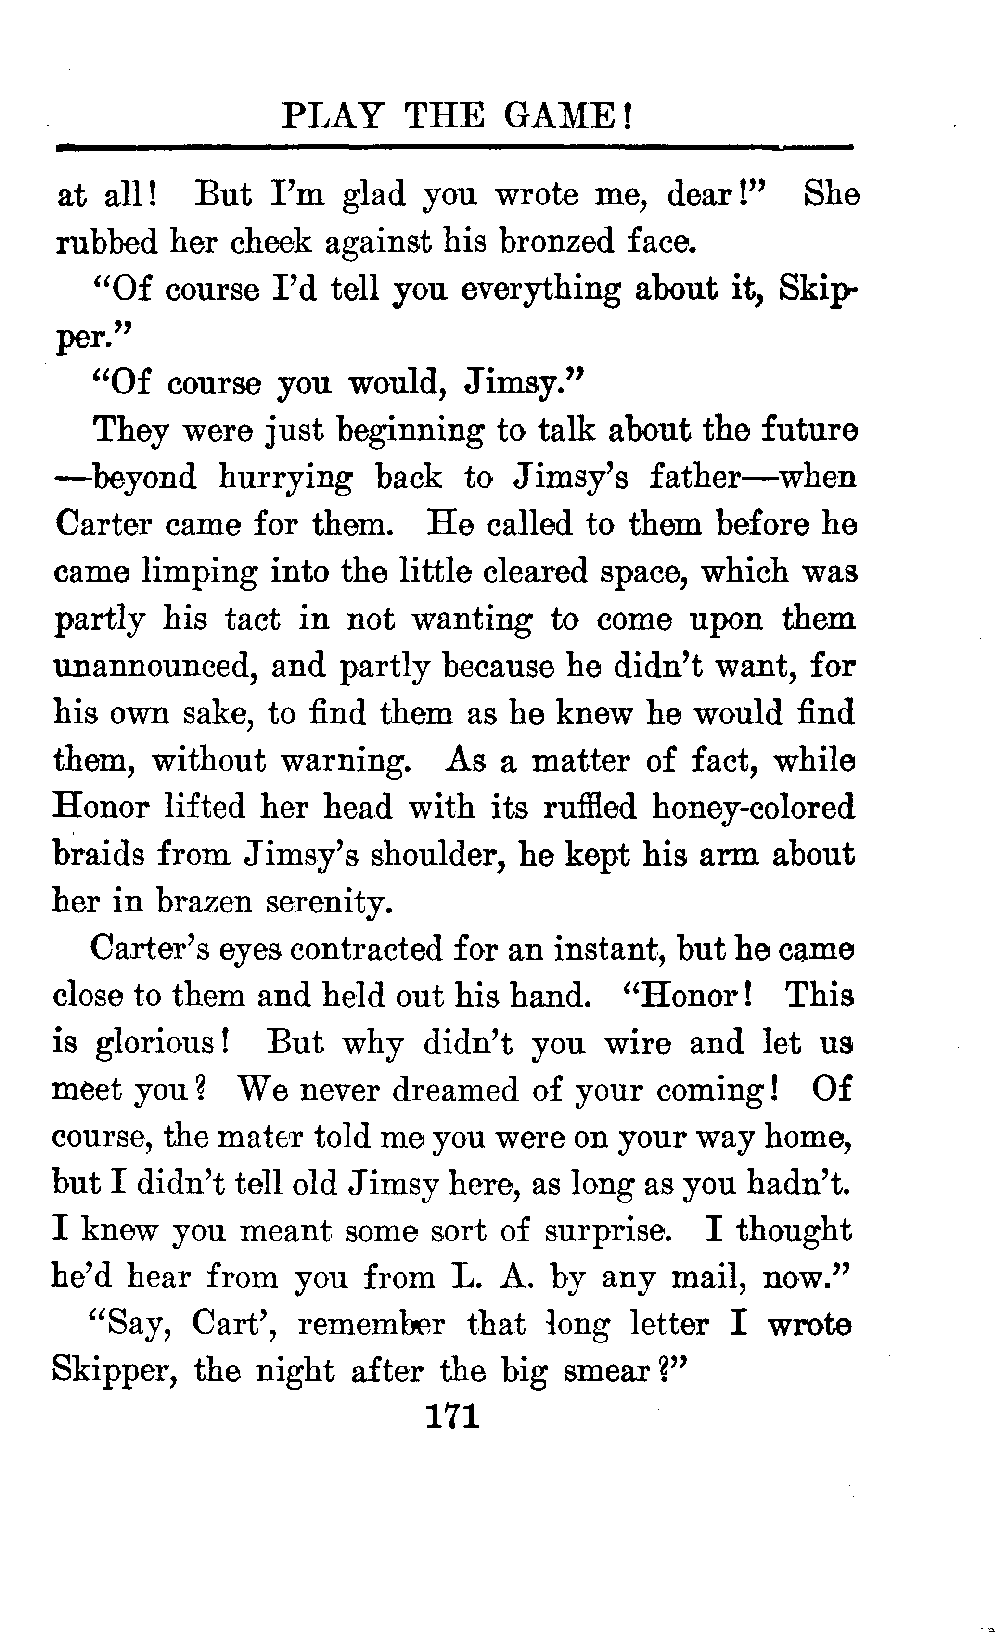 PLAY THE GAME!
at all! But I'm glad you wrote me, dear!" She
rubbed her cheek against his bronzed face.
"Of course I'd tell you everything about it, Skip-
per."
"Of course you would, Jimsy."
They were just beginning to talk about the future
—beyond hurrying back to Jimsy's father—when
Carter came for them. He called to them before he
came limping into the little cleared space, which was
partly his tact in not wanting to come upon them
unannounced, and partly because he didn't want, for
his own sake, to find them as he knew he would find
them, without warning. As a matter of fact, while
Honor lifted her head with its ruffled honey-colored
braids from Jimsy's shoulder, he kept his arm about
her in brazen serenity.
Carter's eyes contracted for an instant, but he came
close to them and held out his hand. "Honor! This
is glorious! But why didn't you wire and let us
meet you? We never dreamed of your coming! Of
course, the mater told me you were on your way home,
but I didn't tell old Jimsy here, as long as you hadn't.
I knew you meant some sort of surprise. I thought
he'd hear from you from L. A. by any mail, now."
"Say, Cart', remember that long letter I wrote
Skipper, the night after the big smear?"
171